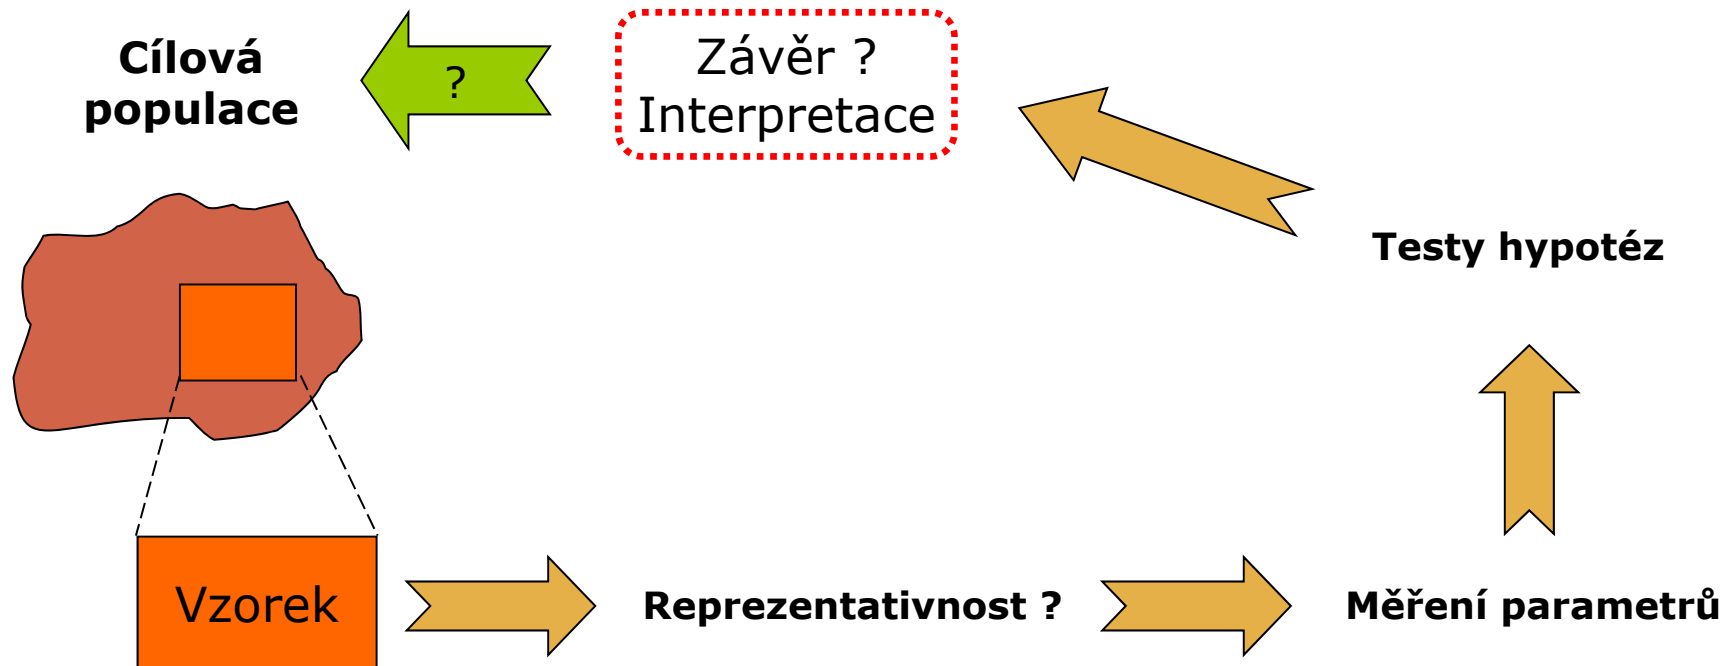 Cílová
populace
?
Závěr ?
Interpretace
Testy hypotéz
Vzorek
Reprezentativnost ?
Měření parametrů